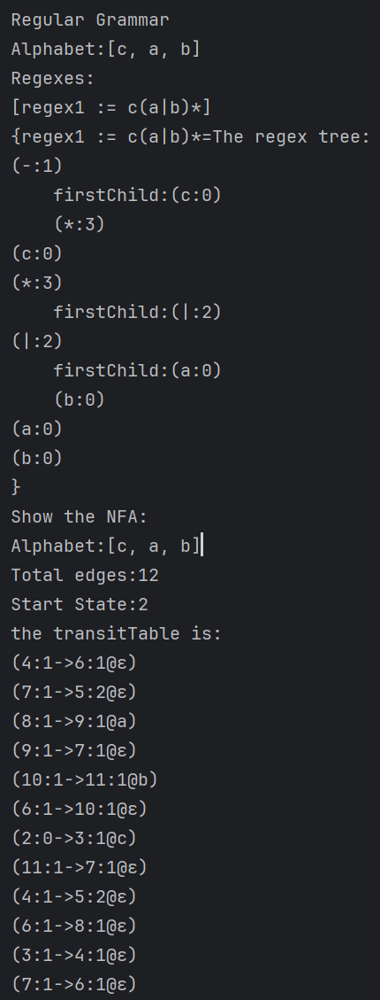 Regular Grammar
Alphabet:[c, a, b]
Regexes:
[regex1 := c(a|b)*]
{regex1 := c(a|b)*=The regex tree:
(-:1)
    firstChild:(c:0)
    (*:3)
(c:0)
(*:3)
    firstChild:(|:2)
(|:2)
    firstChild:(a:0)
    (b:0)
(a:0)
(b:0)
}
Show the NFA:
Alphabet:[c, a, b]
Total edges:12
Start State:2
the transitTable is:
(4:1->6:1@ε)
(7:1->5:2@ε)
(8:1->9:1@a)
(9:1->7:1@ε)
(10:1->11:1@b)
(6:1->10:1@ε)
(2:0->3:1@c)
(11:1->7:1@ε)
(4:1->5:2@ε)
(6:1->8:1@ε)
(3:1->4:1@ε)
(7:1->6:1@ε)